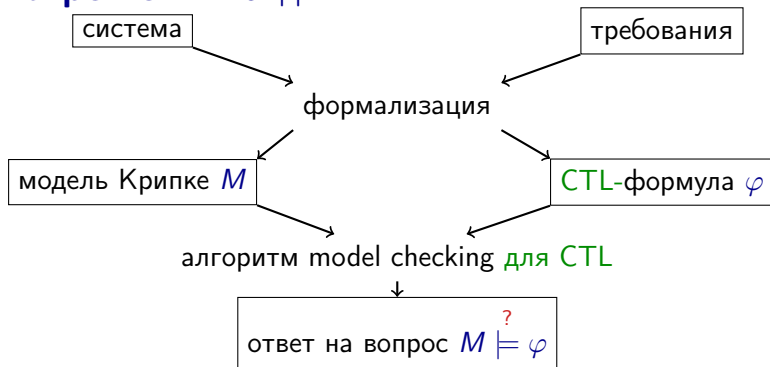 система
требования
формализация
модель Крипке M
CTL-формула φ
алгоритм model checking для CTL
?
ответ на вопрос M ⊨ φ